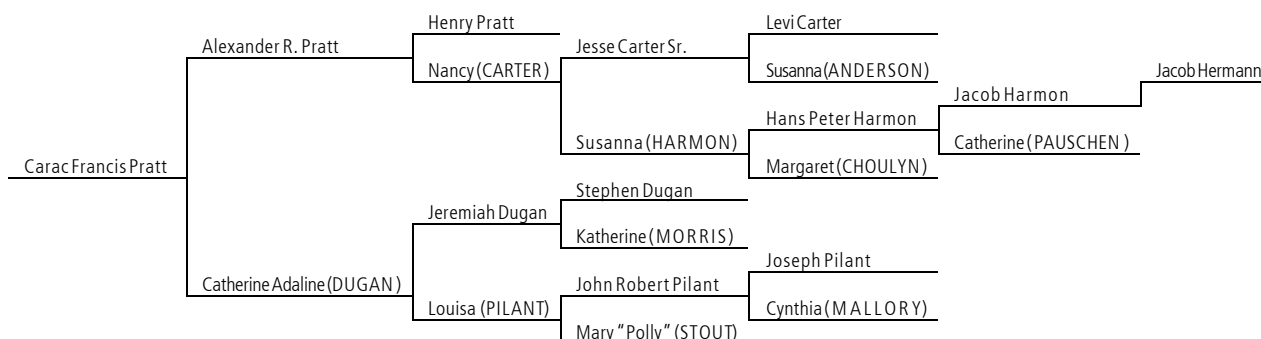 Henry Pratt
Levi Carter
Alexander R. Pratt
Jesse Carter Sr.
Nancy (CARTER)
Susanna (ANDERSON)
Jacob Hermann
Jacob Harmon
Hans Peter Harmon
Susanna (HARMON)
Catherine (PAUSCHEN)
Carac Francis Pratt
Margaret (CHOULYN)
Stephen Dugan
Jeremiah Dugan
Katherine (MORRIS)
Joseph Pilant
Catherine Adaline (DUGAN)
John Robert Pilant
Louisa (PILANT)
Cynthia (MALLORY)
Mary “Polly” (STOUT)